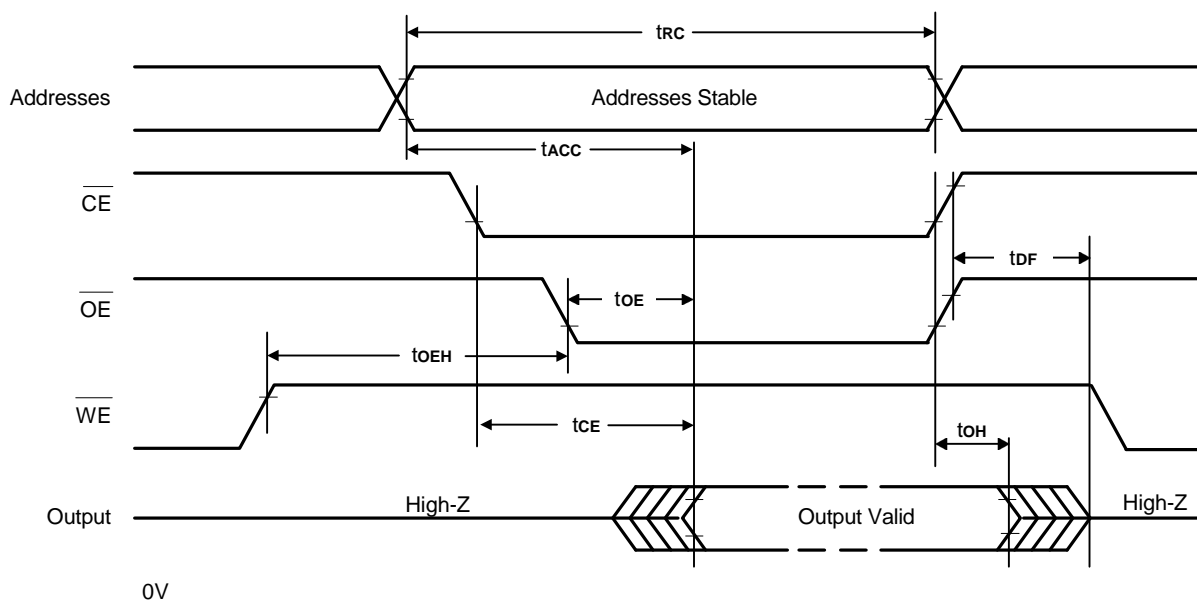 tRC
Addresses
Addresses Stable
tACC
CE
tDF
OE
tOE
tOEH
WE
tCE
tOH
High-Z
High-Z
Output
Output Valid
0V